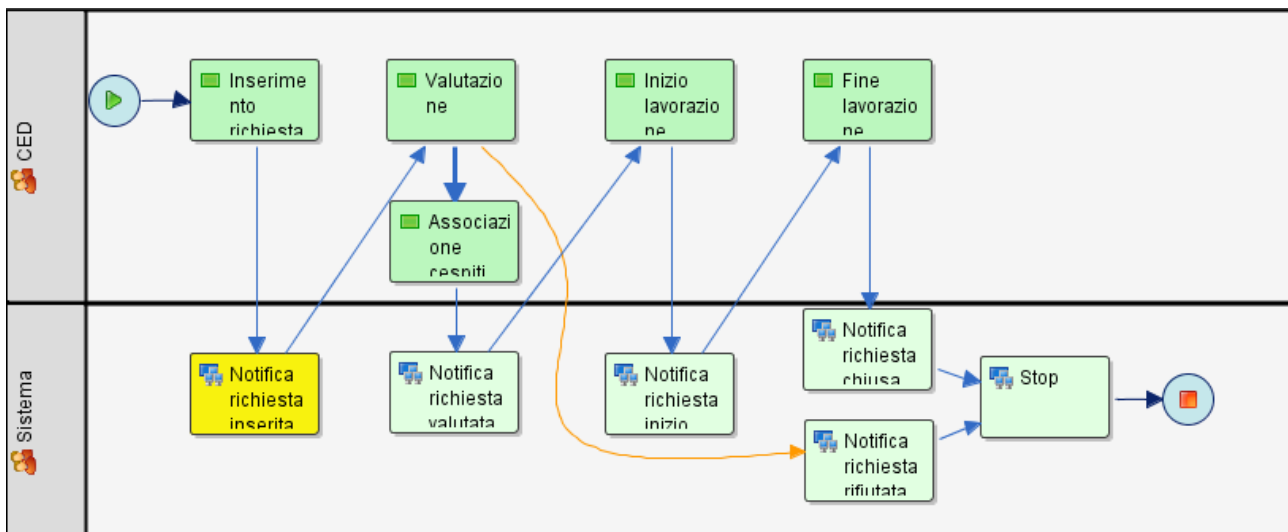 CED
Inserime
nto
richiesta
Valutazio
ne
Inizio
lavorazio
ne
Fine
lavorazio
ne
Associazi
one
cespiti
Sistema
Notifica
richiesta
inserita
Notifica
richiesta
valutata
Notifica
richiesta
inizio
Notifica
richiesta
chiusa
Notifica
richiesta
rifiutata
Stop